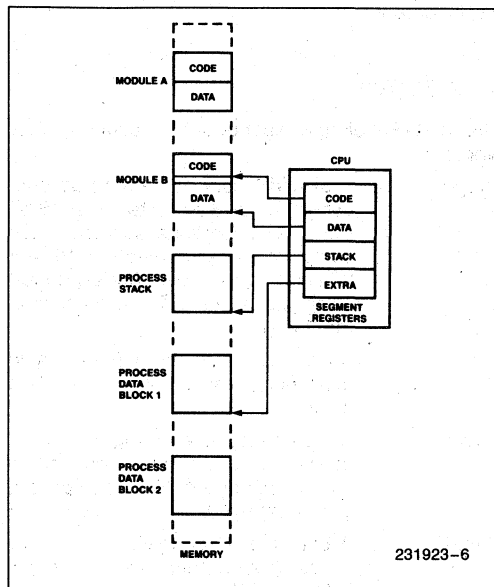 MODULE A
CODE
DATA
MODULE B
CODE
DATA
CPU
CODE
DATA
STACK
EXTRA
SEGMENT
REGISTERS
PROCESS
STACK
PROCESS
DATA
BLOCK 1
PROCESS
DATA
BLOCK 2
MEMORY
231923–6